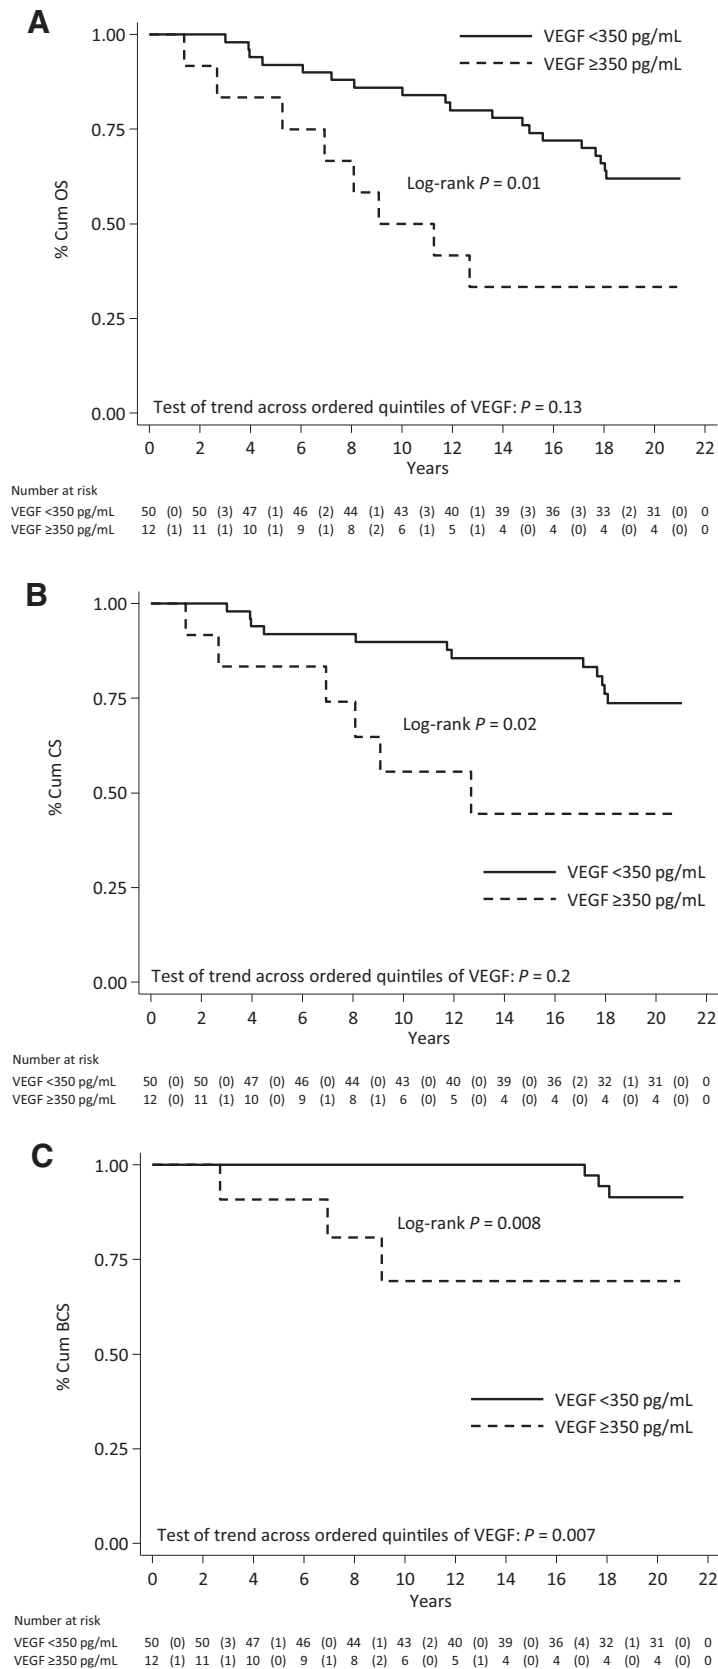 A
1.00
VEGF <350 pg/mL
VEGF ≥350 pg/mL
0.75
Log-rank P = 0.01
% Cum OS
0.50
0.25
Test of trend across ordered quintiles of VEGF: P = 0.13
0.00
0 2 4 6 8 10 12 14 16 18 20 22
Years
Number at risk
VEGF <350 pg/mL 50 (0) 50 (3) 47 (1) 46 (2) 44 (1) 43 (3) 40 (1) 39 (3) 36 (3) 33 (2) 31 (0) 0
VEGF ≥350 pg/mL 12 (1) 11 (1) 10 (1) 9 (1) 8 (2) 6 (1) 5 (1) 4 (0) 4 (0) 4 (0) 4 (0) 0
B
1.00
0.75
Log-rank P = 0.02
% Cum CS
0.50
VEGF <350 pg/mL
0.25
VEGF ≥350 pg/mL
Test of trend across ordered quintiles of VEGF: P = 0.2
0.00
0 2 4 6 8 10 12 14 16 18 20 22
Years
Number at risk
VEGF <350 pg/mL 50 (0) 50 (0) 47 (0) 46 (0) 44 (0) 43 (0) 40 (0) 39 (0) 36 (2) 32 (1) 31 (0) 0
VEGF ≥350 pg/mL 12 (0) 11 (1) 10 (0) 9 (1) 8 (1) 6 (0) 5 (0) 4 (0) 4 (0) 4 (0) 4 (0) 0
C
1.00
Log-rank P = 0.008
0.75
% Cum BCS
0.50
VEGF <350 pg/mL
VEGF ≥350 pg/mL
0.25
Test of trend across ordered quintiles of VEGF: P = 0.007
0.00
0 2 4 6 8 10 12 14 16 18 20 22
Years
Number at risk
VEGF <350 pg/mL 50 (0) 50 (3) 47 (1) 46 (0) 44 (1) 43 (2) 40 (0) 39 (0) 36 (4) 32 (1) 31 (0) 0
VEGF ≥350 pg/mL 12 (1) 11 (1) 10 (0) 9 (1) 8 (2) 6 (0) 5 (1) 4 (0) 4 (0) 4 (0) 4 (0) 0